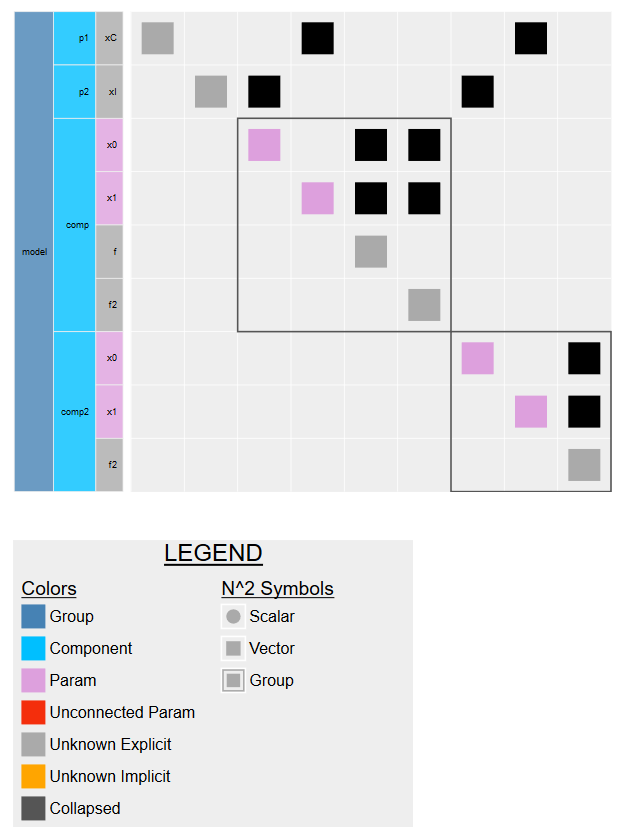 model
p1
xC
p2
xI
comp
x0
x1
f
f2
comp2
x0
x1
f2
LEGEND
Colors
N^2 Symbols
Group
Scalar
Component
Vector
Param
Group
Unconnected Param
Unknown Explicit
Unknown Implicit
Collapsed